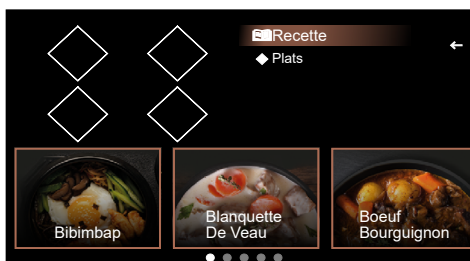 Recette
Plats
Bibimbap
Blanquette
De Veau
Boeuf
Bourguignon